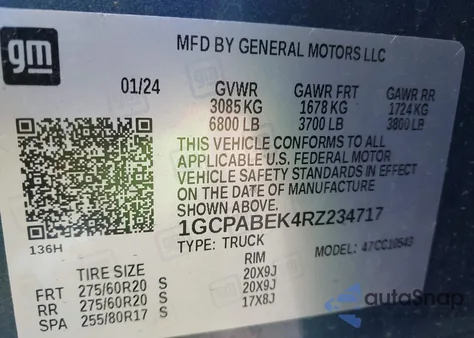 gm
MFD BY GENERAL MOTORS LLC
01/24 GVWR GAWR FRT GAWR RR
3085 KG 1678 KG 1724 KG
6800 LB 3700 LB 3800 LB
THIS VEHICLE CONFORMS TO ALL
APPLICABLE U.S. FEDERAL MOTOR
VEHICLE SAFETY STANDARDS IN EFFECT
ON THE DATE OF MANUFACTURE
SHOWN ABOVE.
1GCPABEK4RZ234717
136H TYPE: TRUCK MODEL: 47CC10543
TIRE SIZE RIM
FRT 275/60R20 S 20X9J
RR 275/60R20 S 20X9J
SPA 255/80R17 S 17X8J
autoSnap